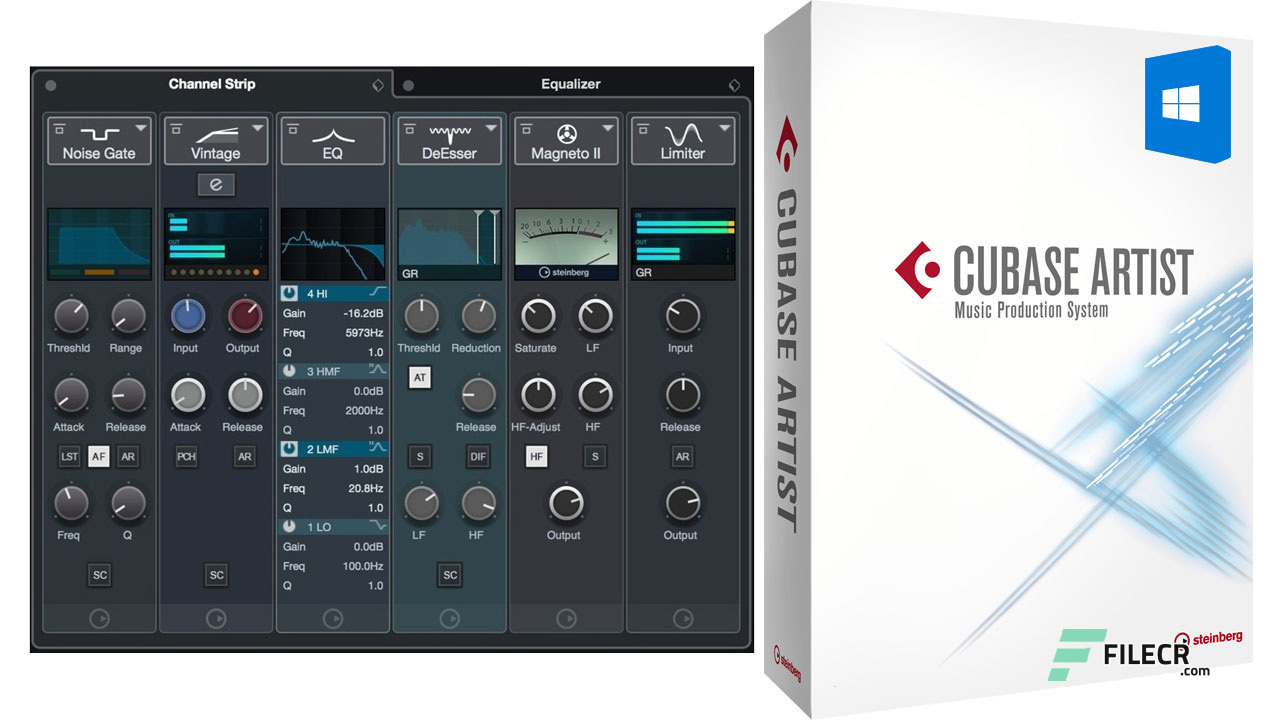 Channel Strip
Equalizer
Noise Gate
Vintage
EQ
DeEsser
Magneto II
Limiter
e
IN
OUT
GR
20 10 6 3 1 0 1 2 3
- +
steinberg
IN
OUT
GR
Threshld
Range
Attack
Release
LST
AF
AR
Freq
Q
SC
Input
Output
Attack
Release
PCH
AR
SC
4 HI
Gain -16.2dB
Freq 5973Hz
Q 1.0
3 HMF
Gain 0.0dB
Freq 2000Hz
Q 1.0
2 LMF
Gain 1.0dB
Freq 20.8Hz
Q 1.0
1 LO
Gain 0.0dB
Freq 100.0Hz
Q 1.0
Threshld
Reduction
AT
Release
S
DIF
LF
HF
SC
Saturate
LF
HF-Adjust
HF
HF
S
Output
Input
Release
AR
Output
CUBASE ARTIST
steinberg
CUBASE ARTIST
Music Production System
steinberg
FILECR
.com